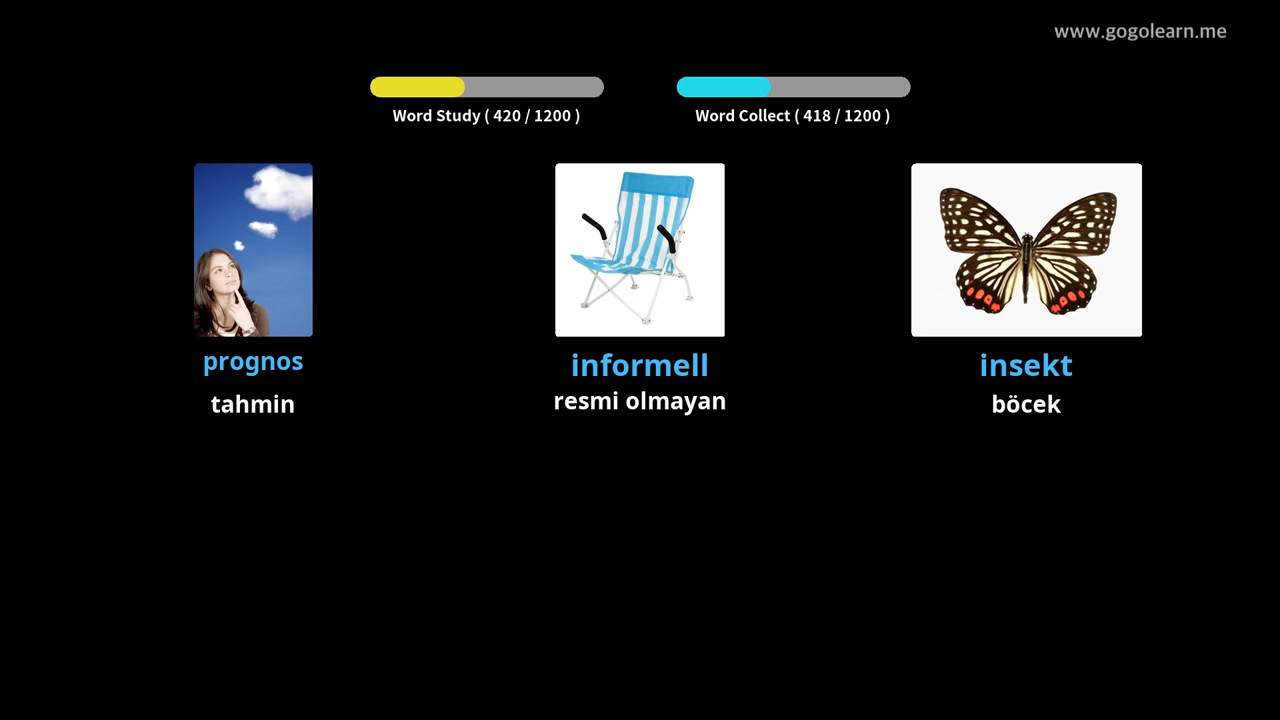 www.gogolearn.me
Word Study ( 420 / 1200 )
Word Collect ( 418 / 1200 )
prognos
informell
insekt
tahmin
resmi olmayan
böcek